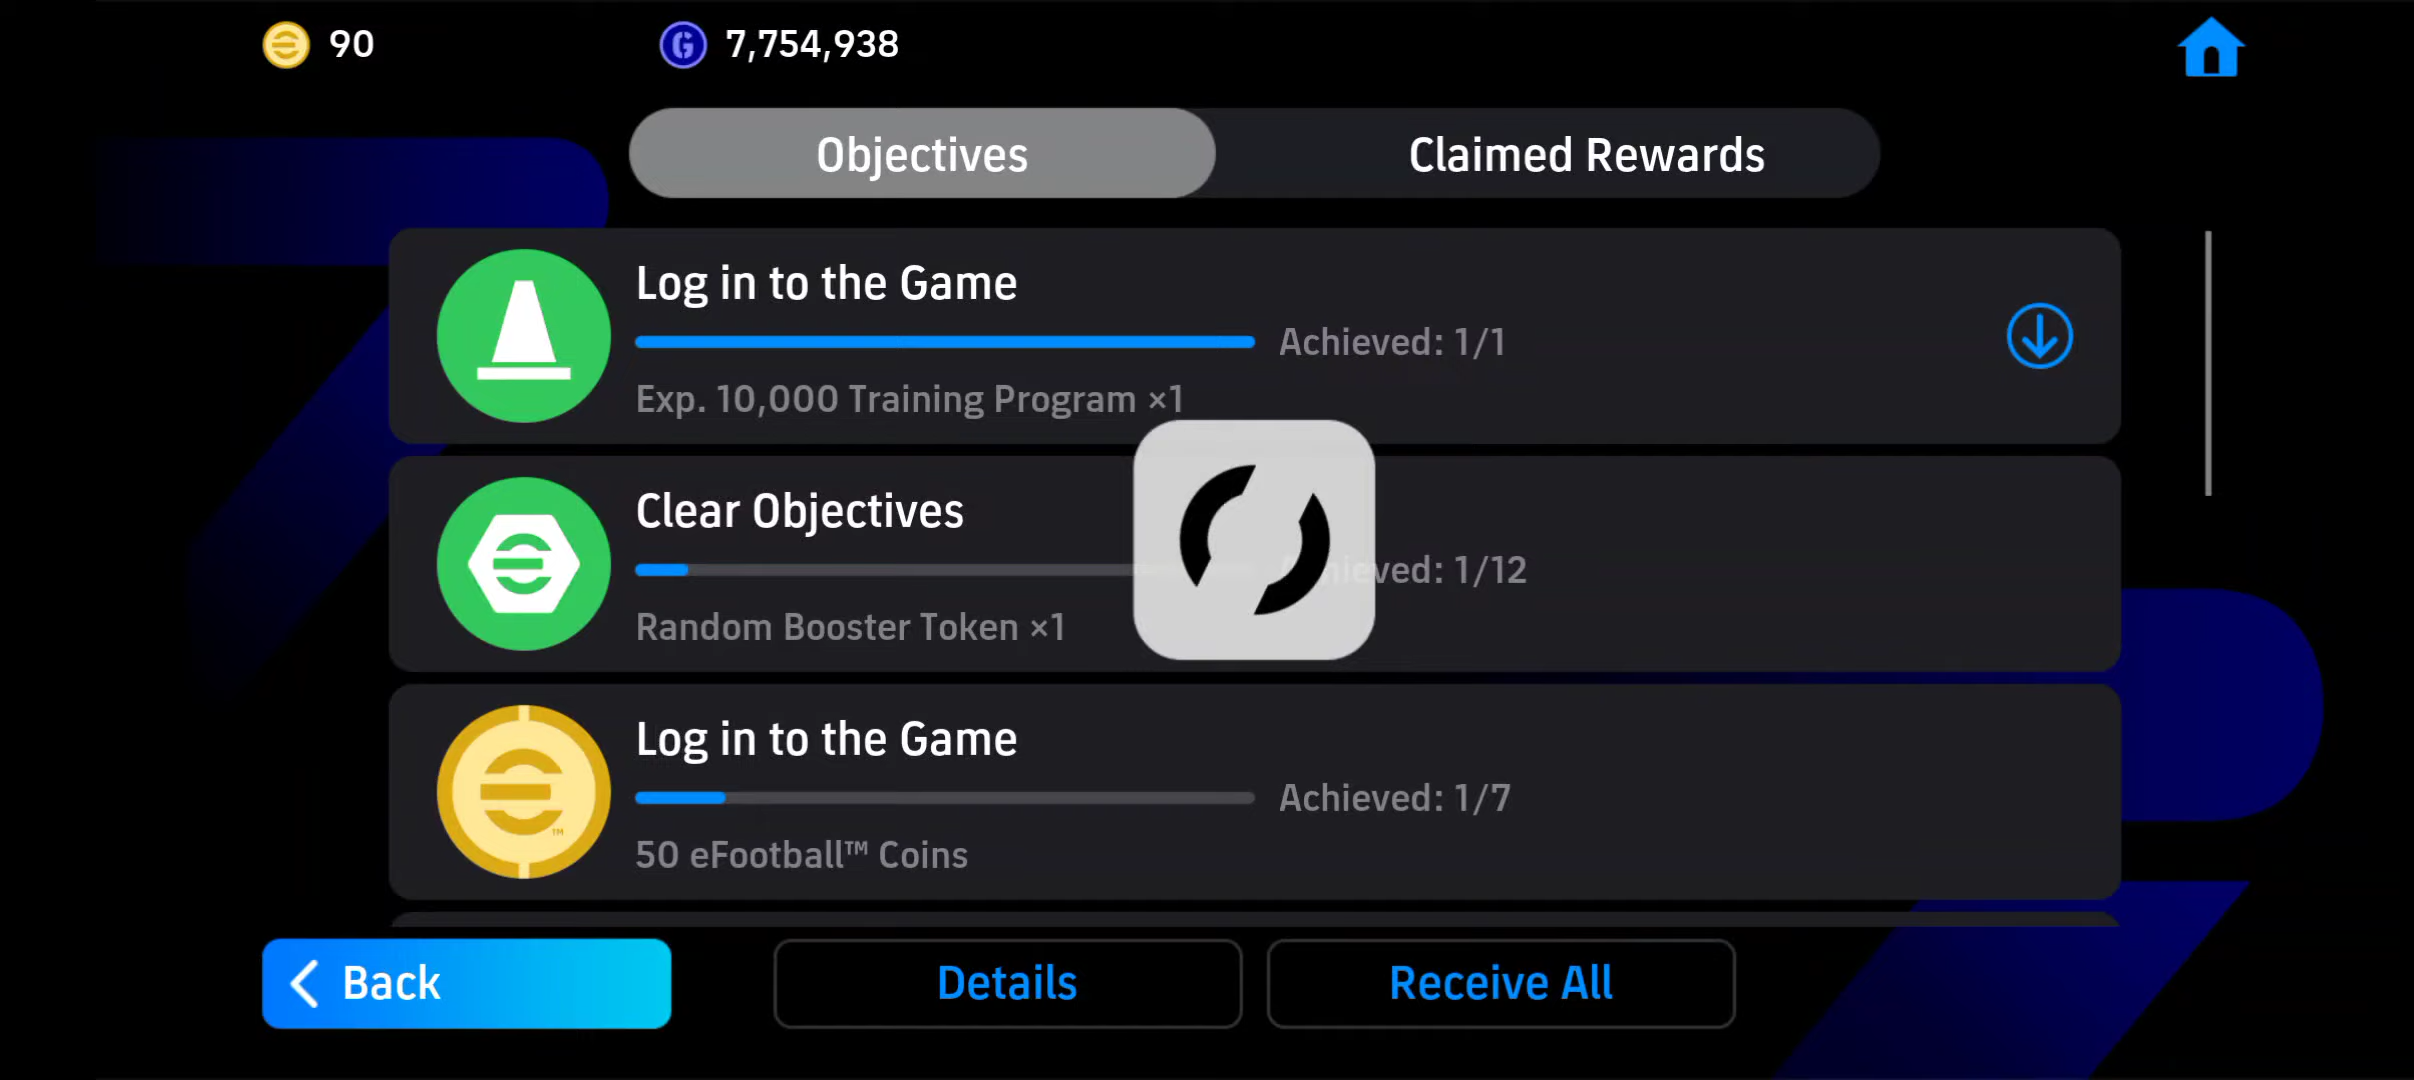 90
7,754,938
Objectives
Claimed Rewards
Log in to the Game
Achieved: 1/1
Exp. 10,000 Training Program ×1
Clear Objectives
Achieved: 1/12
Random Booster Token ×1
Log in to the Game
Achieved: 1/7
50 eFootball™ Coins
Back
Details
Receive All